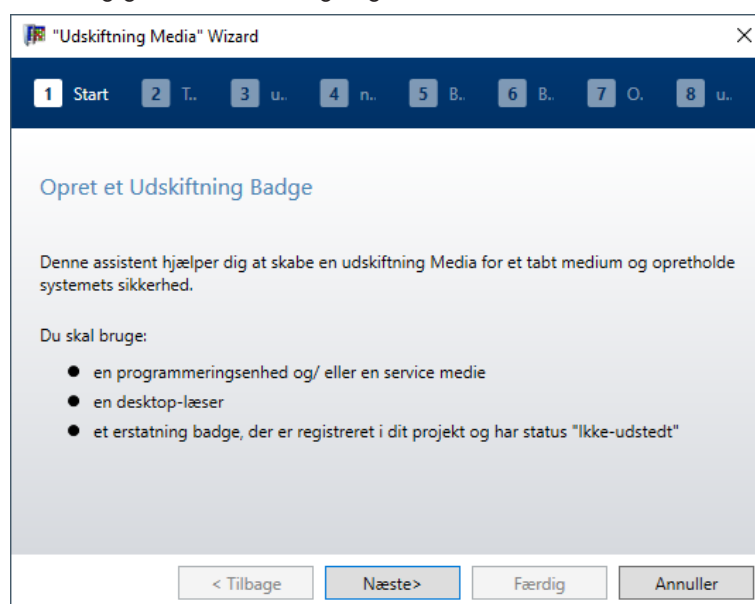 "Udskiftning Media" Wizard
1 Start 2 T.. 3 u.. 4 n.. 5 B.. 6 B.. 7 O. 8 u..
Opret et Udskiftning Badge
Denne assistent hjælper dig at skabe en udskiftning Media for et tabt medium og opretholde
systemets sikkerhed.
Du skal bruge:
● en programmeringsenhed og/ eller en service medie
● en desktop-læser
● et erstatning badge, der er registreret i dit projekt og har status "Ikke-udstedt"
< Tilbage Næste> Færdig Annuller